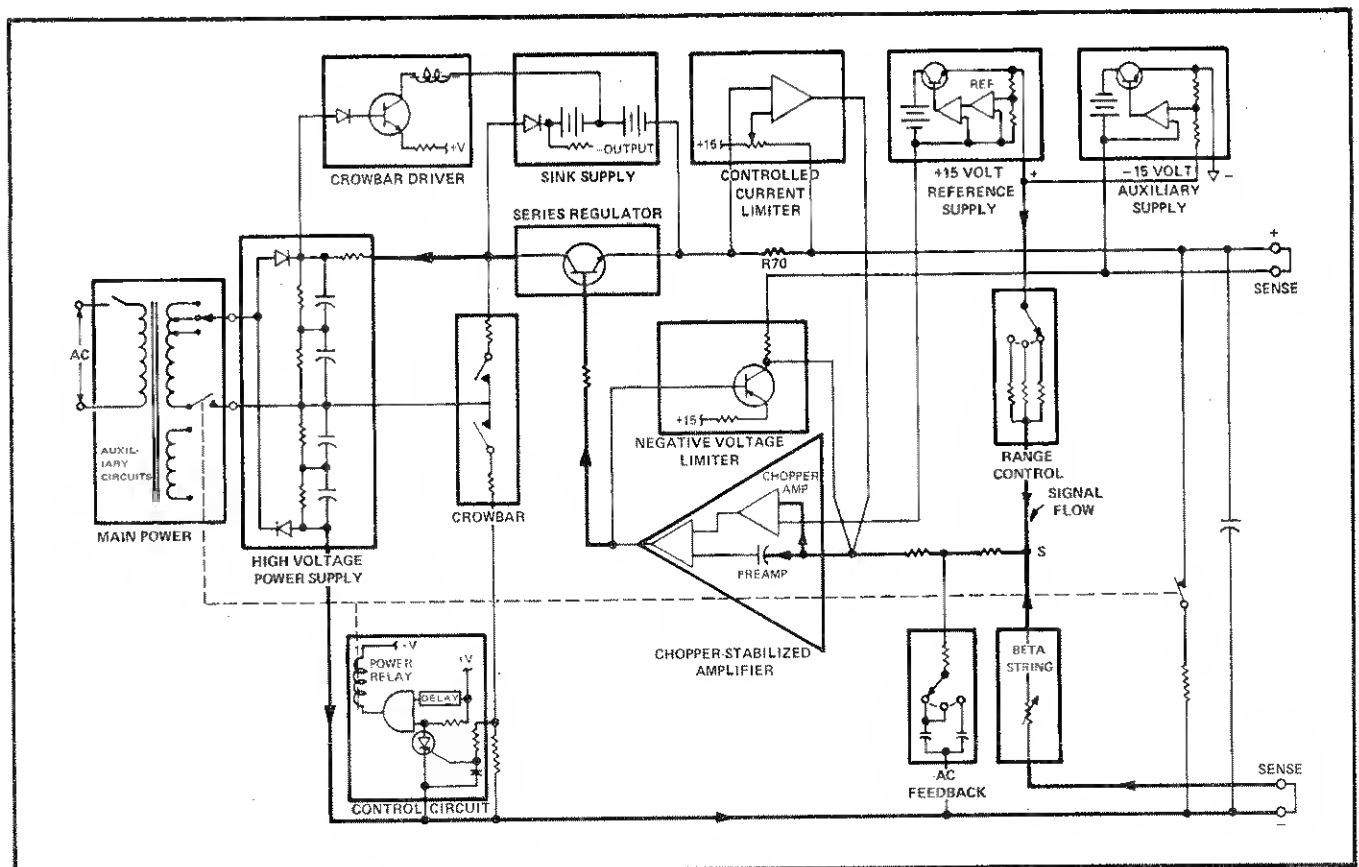 REF
+V
-OUTPUT
+15
CROWBAR DRIVER
SINK SUPPLY
CONTROLLED
CURRENT
LIMITER
+15 VOLT
REFERENCE
SUPPLY
+
-15 VOLT
AUXILIARY
SUPPLY
-
SERIES REGULATOR
R70
+
SENSE
AC
AUXIL-
IARY
CIRCUITS
MAIN POWER
HIGH VOLTAGE
POWER SUPPLY
CROWBAR
+15
NEGATIVE VOLTAGE
LIMITER
RANGE
CONTROL
SIGNAL
FLOW
CHOPPER
AMP
PREAMP
S
CHOPPER-STABILIZED
AMPLIFIER
+V
+V
POWER
RELAY
DELAY
CONTROL CIRCUIT
BETA
STRING
AC
FEEDBACK
SENSE
-